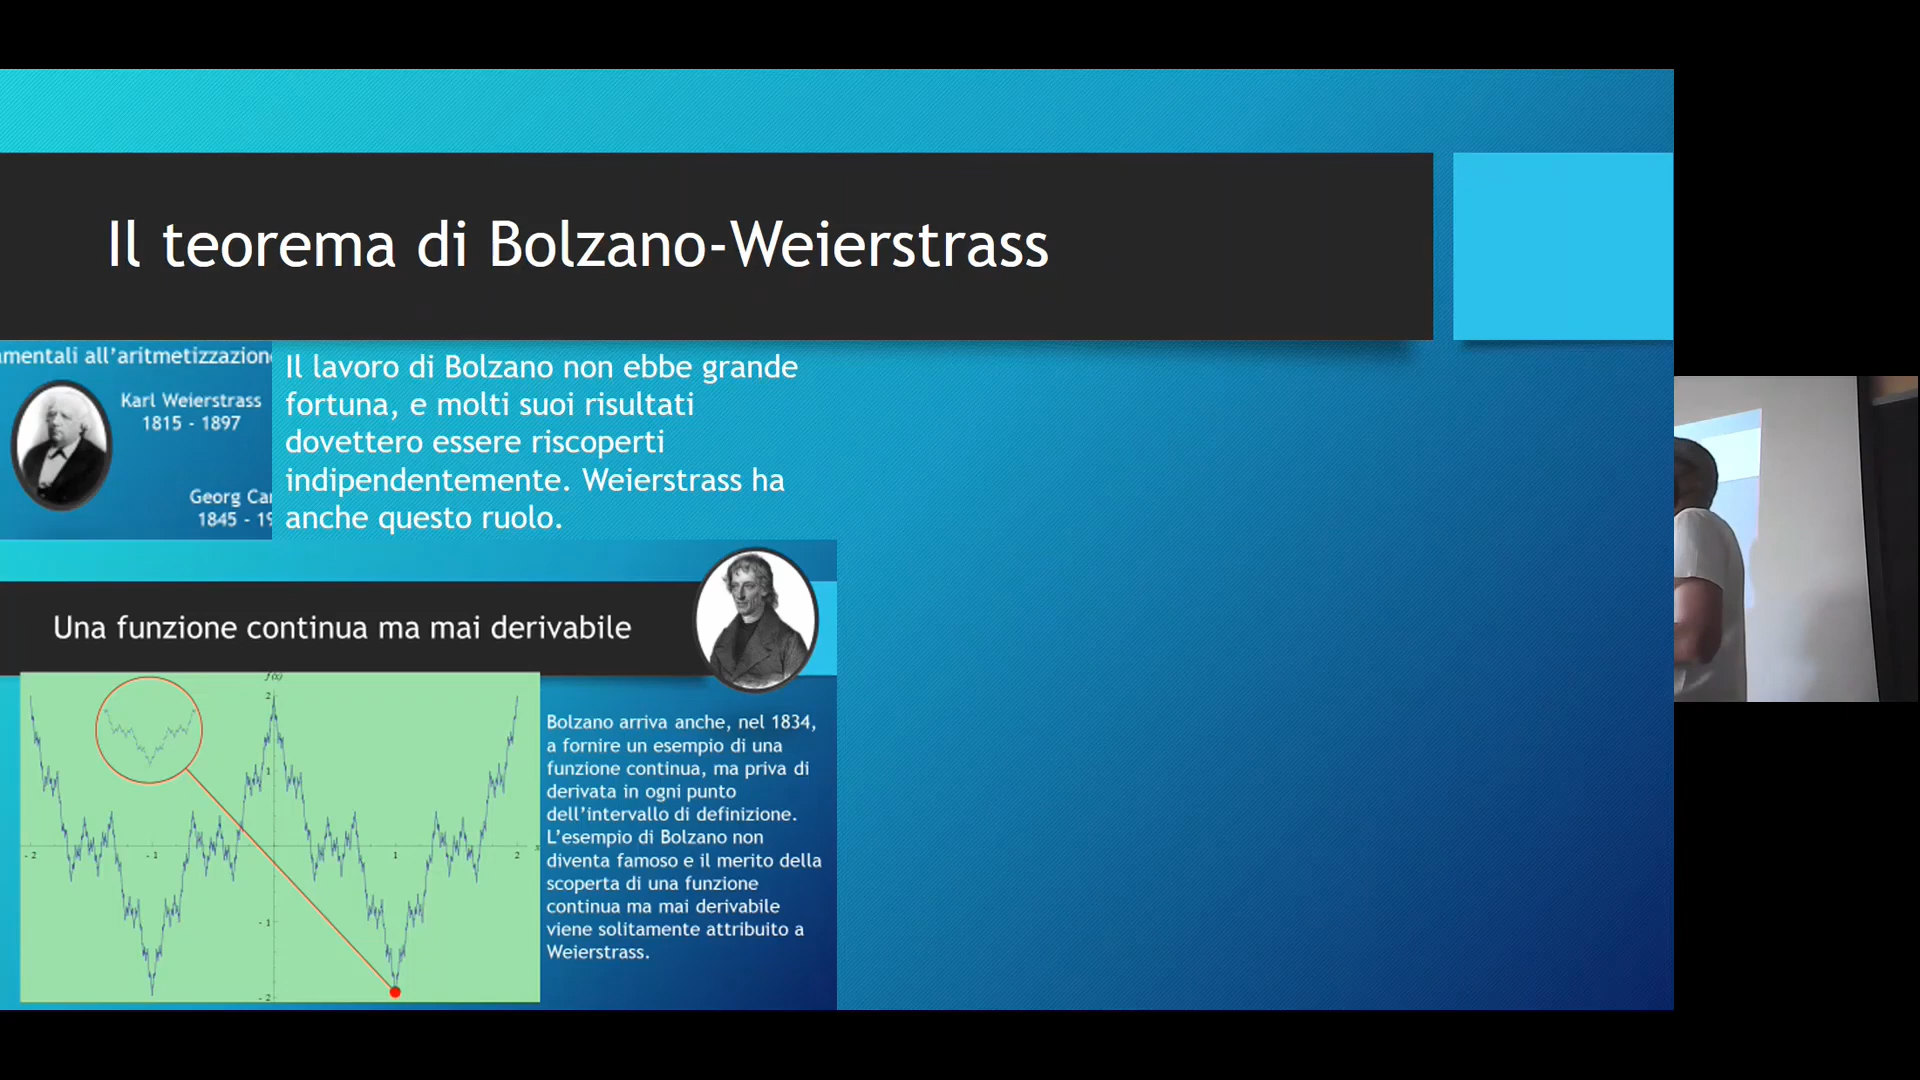 Il teorema di Bolzano-Weierstrass
amentali all’aritmetizzazion
Karl Weierstrass
1815 - 1897
Georg Ca
1845 - 19
Il lavoro di Bolzano non ebbe grande
fortuna, e molti suoi risultati
dovettero essere riscoperti
indipendentemente. Weierstrass ha
anche questo ruolo.
Una funzione continua ma mai derivabile
f(x)
2
1
-2
-1
1
2
x
-1
-2
Bolzano arriva anche, nel 1834,
a fornire un esempio di una
funzione continua, ma priva di
derivata in ogni punto
dell’intervallo di definizione.
L’esempio di Bolzano non
diventa famoso e il merito della
scoperta di una funzione
continua ma mai derivabile
viene solitamente attribuito a
Weierstrass.